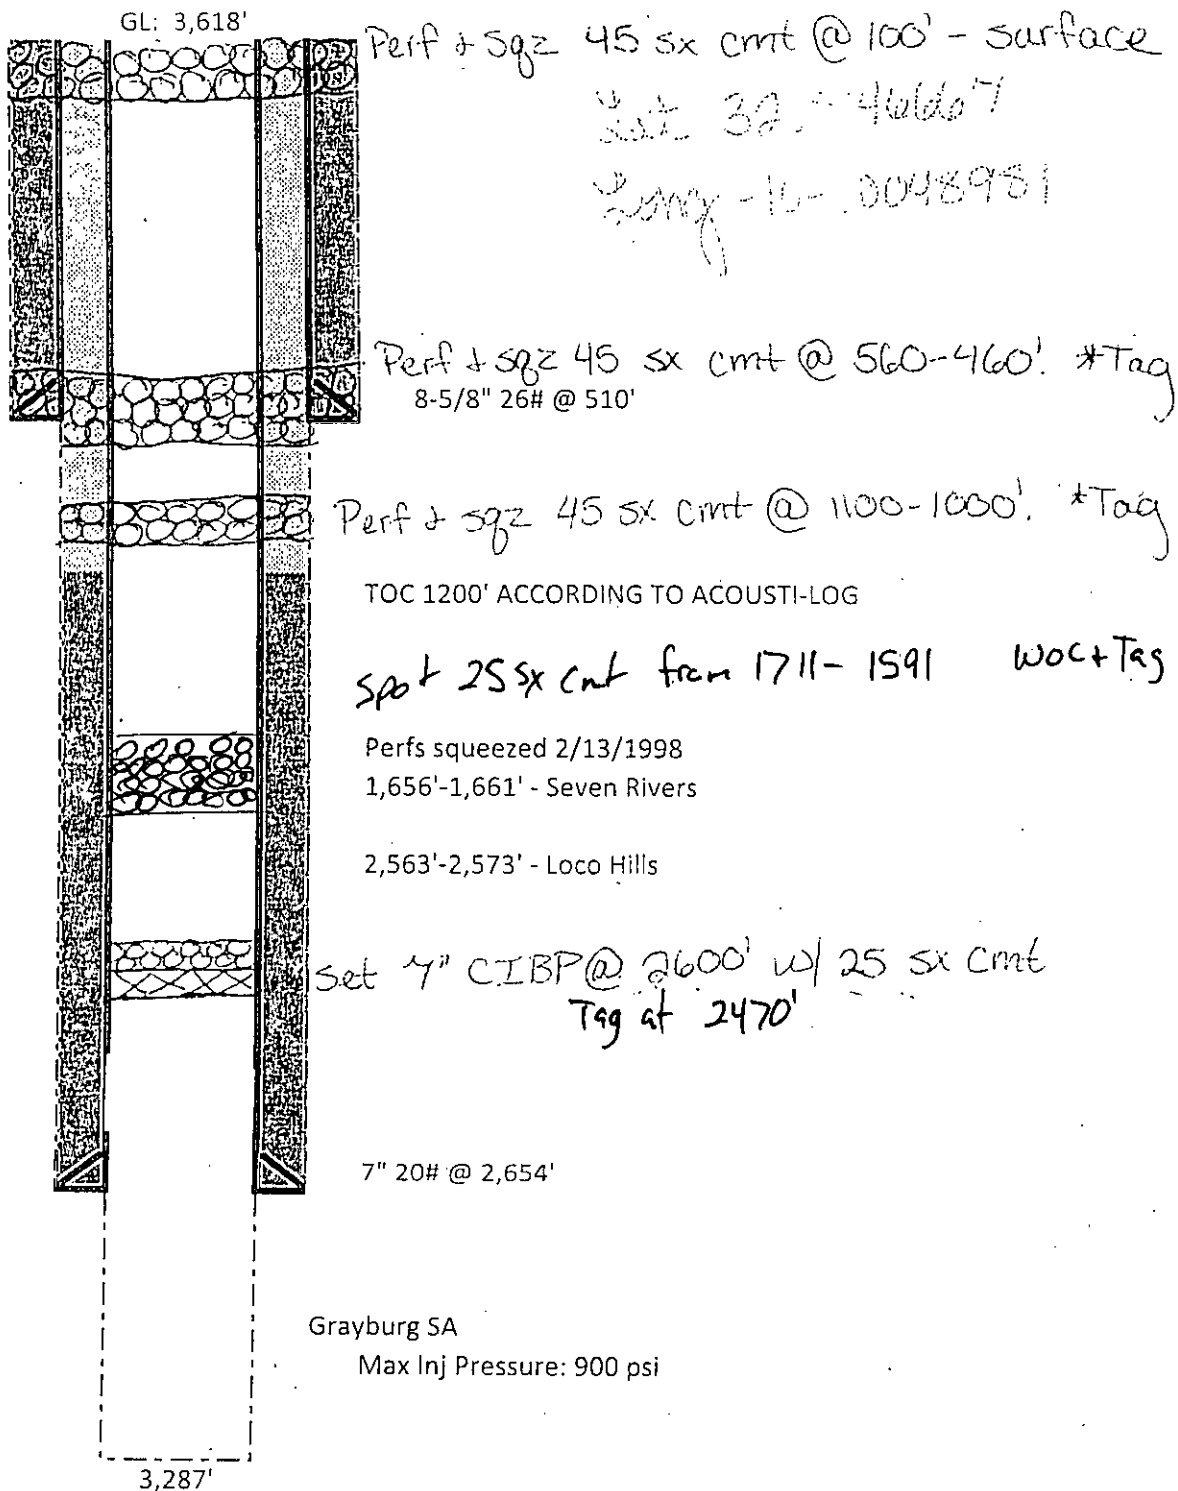 GL: 3,618'
Perf & Sqz 45 sx cmt @ 100' - surface
Lat 32.
Long
Perf & sqz 45 sx cmt @ 560-460'. *Tag
8-5/8" 26# @ 510'
Perf & sqz 45 sx cmt @ 1100-1000'. *Tag
TOC 1200' ACCORDING TO ACOUSTI-LOG
spot 25 sx cmt from 1711-1591 WOC & Tag
Perfs squeezed 2/13/1998
1,656'-1,661' - Seven Rivers
2,563'-2,573' - Loco Hills
Set 7" CIBP @ 2600' w/ 25 sx cmt
Tag at 2470'
7" 20# @ 2,654'
Grayburg SA
Max Inj Pressure: 900 psi
3,287'